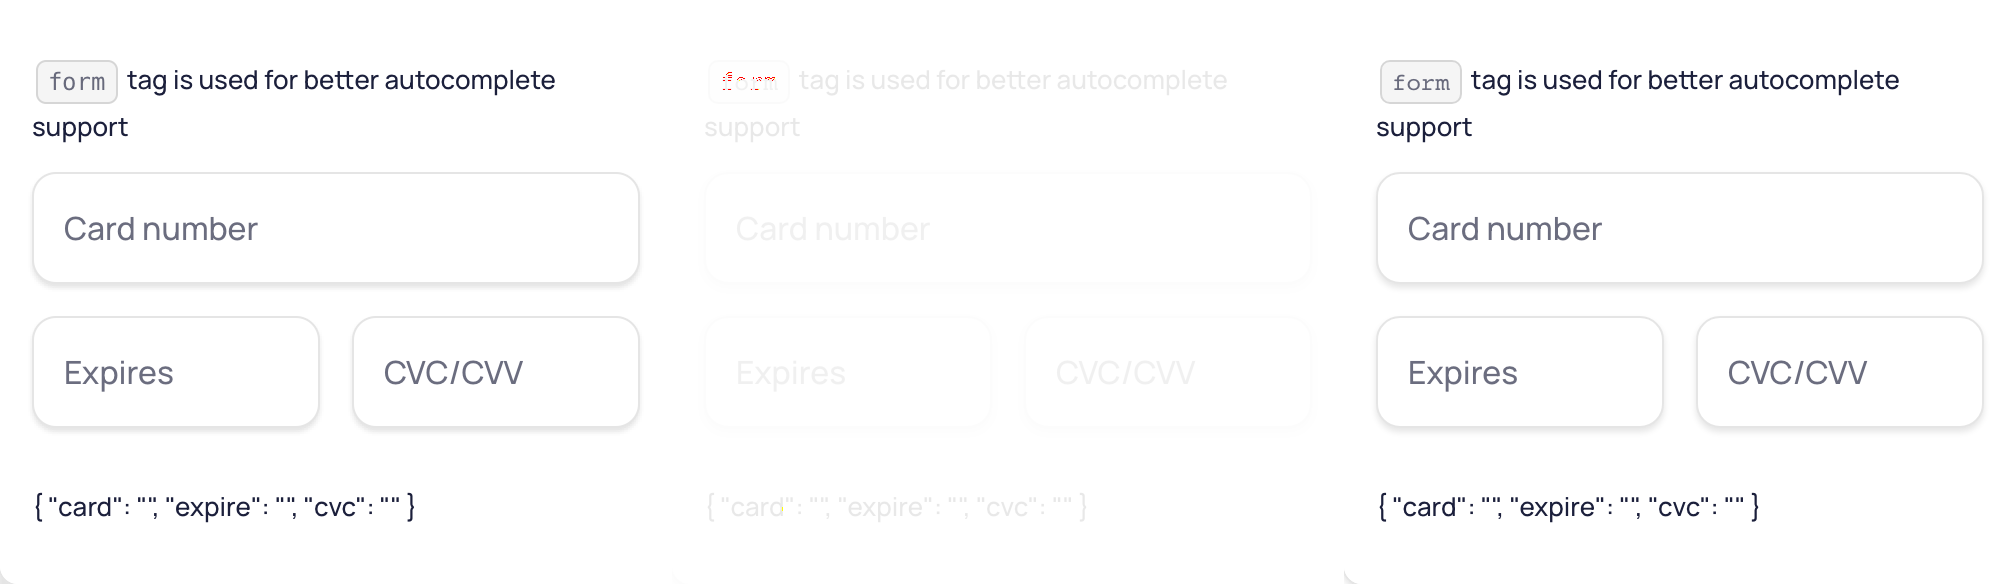 form tag is used for better autocomplete
support
Card number
Expires
CVC/CVV
{ "card": "", "expire": "", "cvc": "" }
form tag is used for better autocomplete
support
Card number
Expires
CVC/CVV
{ "card": "", "expire": "", "cvc": "" }
form tag is used for better autocomplete
support
Card number
Expires
CVC/CVV
{ "card": "", "expire": "", "cvc": "" }